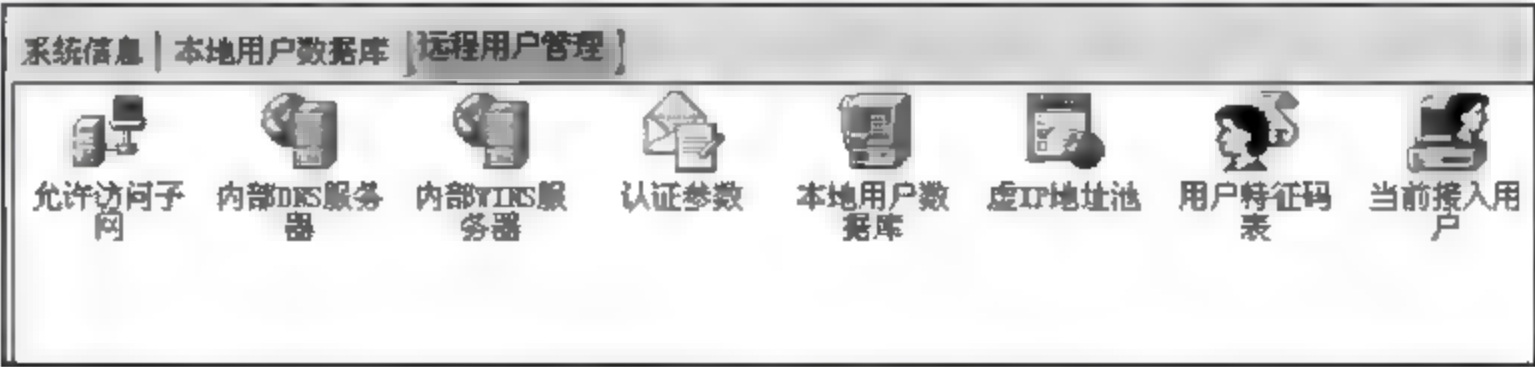 系统信息 本地用户数据库 远程用户管理
允许访问子网
内部DNS服务器
内部WINS服务器
认证参数
本地用户数据库
虚IP地址池
用户特征码表
当前接入用户